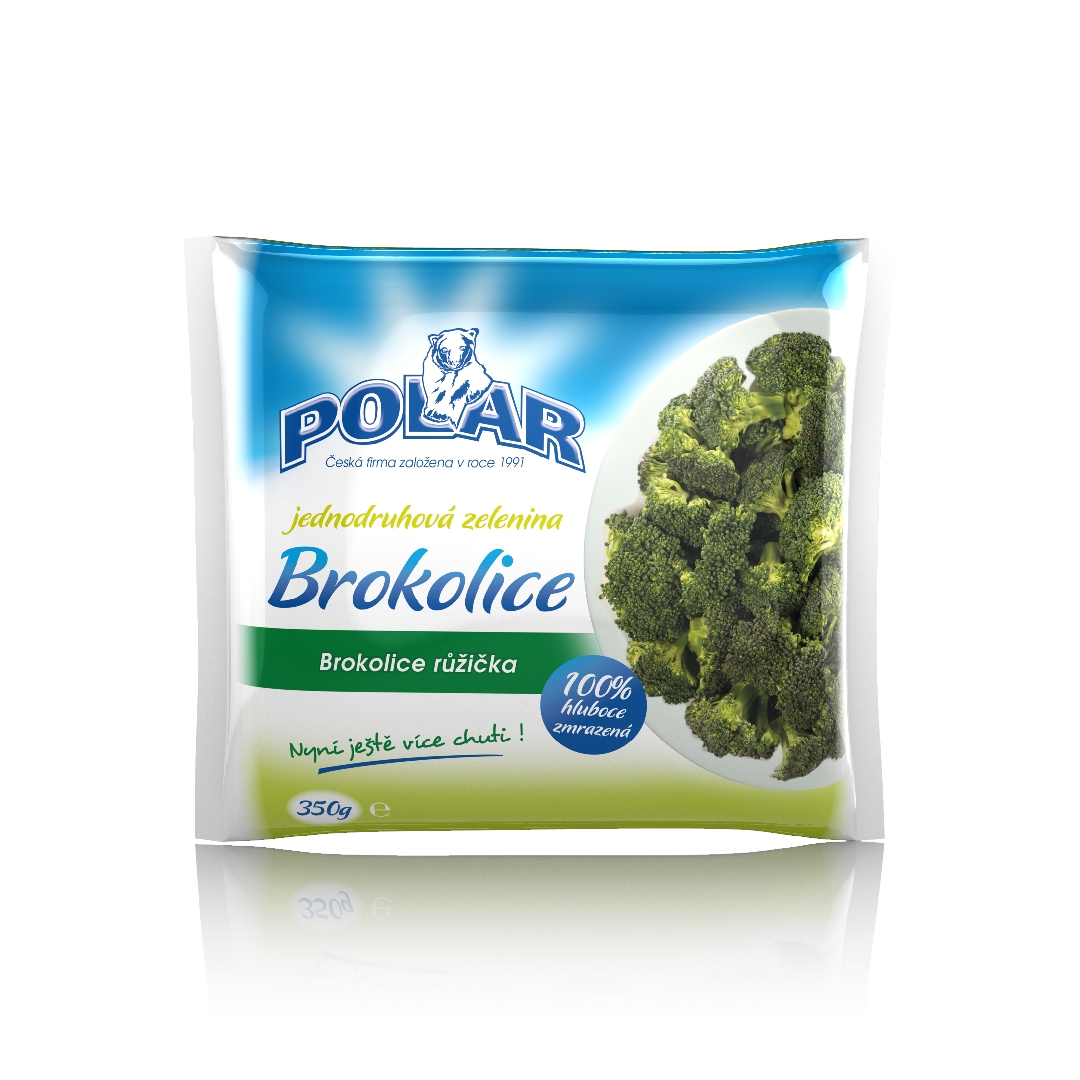 POLAR
Česká firma založena v roce 1991
jednodruhová zelenina
Brokolice
Brokolice růžička
100%
hluboce
zmrazená
Nyní ještě více chuti !
350g ℮
350g ℮